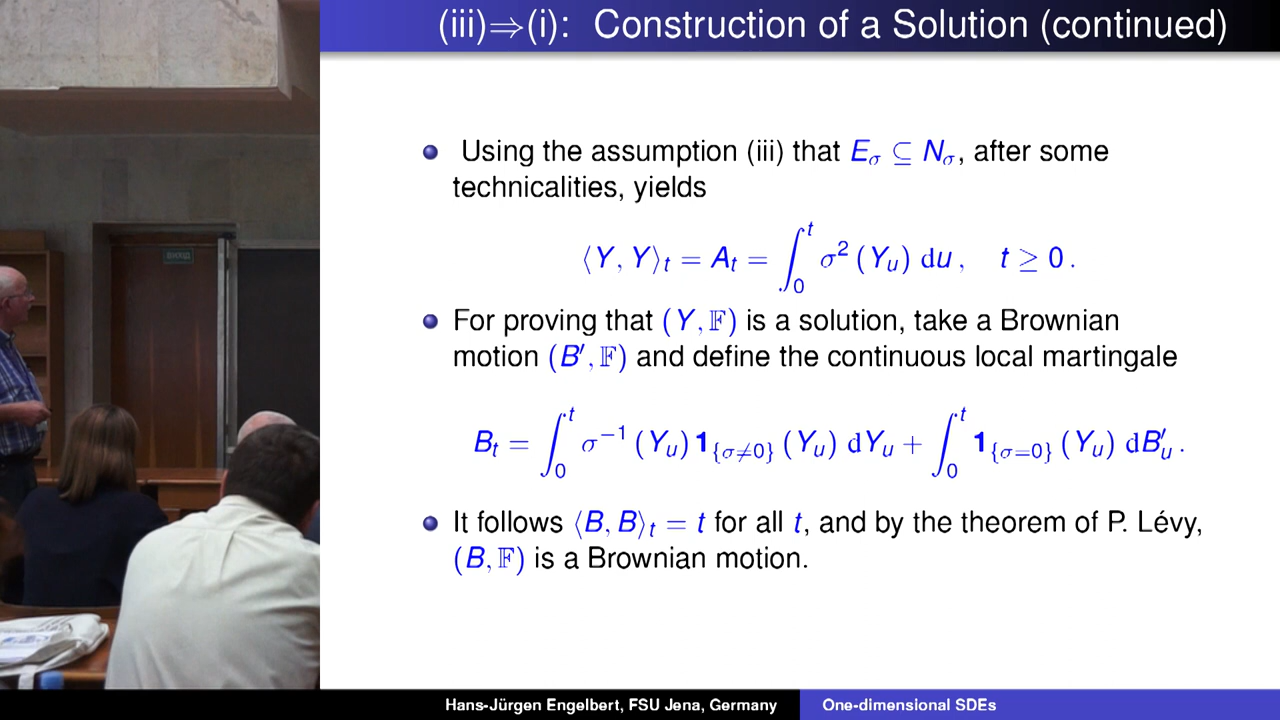 (iii)⇒(i): Construction of a Solution (continued)
Using the assumption (iii) that E_σ ⊆ N_σ, after some
technicalities, yields
⟨Y, Y⟩_t = A_t = ∫_0^t σ² (Y_u) du, t ≥ 0.
For proving that (Y, 𝔽) is a solution, take a Brownian
motion (B′, 𝔽) and define the continuous local martingale
B_t = ∫_0^t σ⁻¹ (Y_u) 1_{σ≠0} (Y_u) dY_u + ∫_0^t 1_{σ=0} (Y_u) dB′_u.
It follows ⟨B, B⟩_t = t for all t, and by the theorem of P. Lévy,
(B, 𝔽) is a Brownian motion.
ВЫХОД
Hans-Jürgen Engelbert, FSU Jena, Germany
One-dimensional SDEs